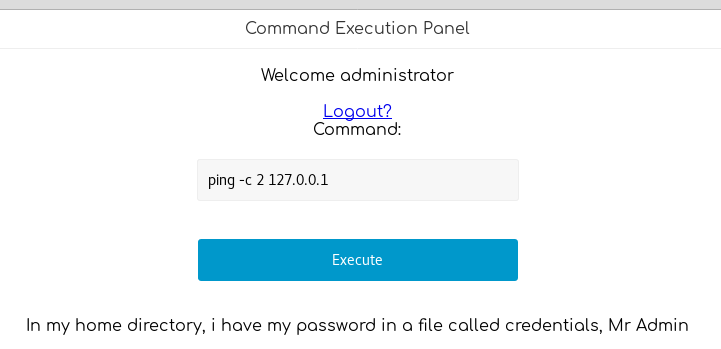 Command Execution Panel
Welcome administrator
Logout?
Command:
ping -c 2 127.0.0.1
Execute
In my home directory, i have my password in a file called credentials, Mr Admin